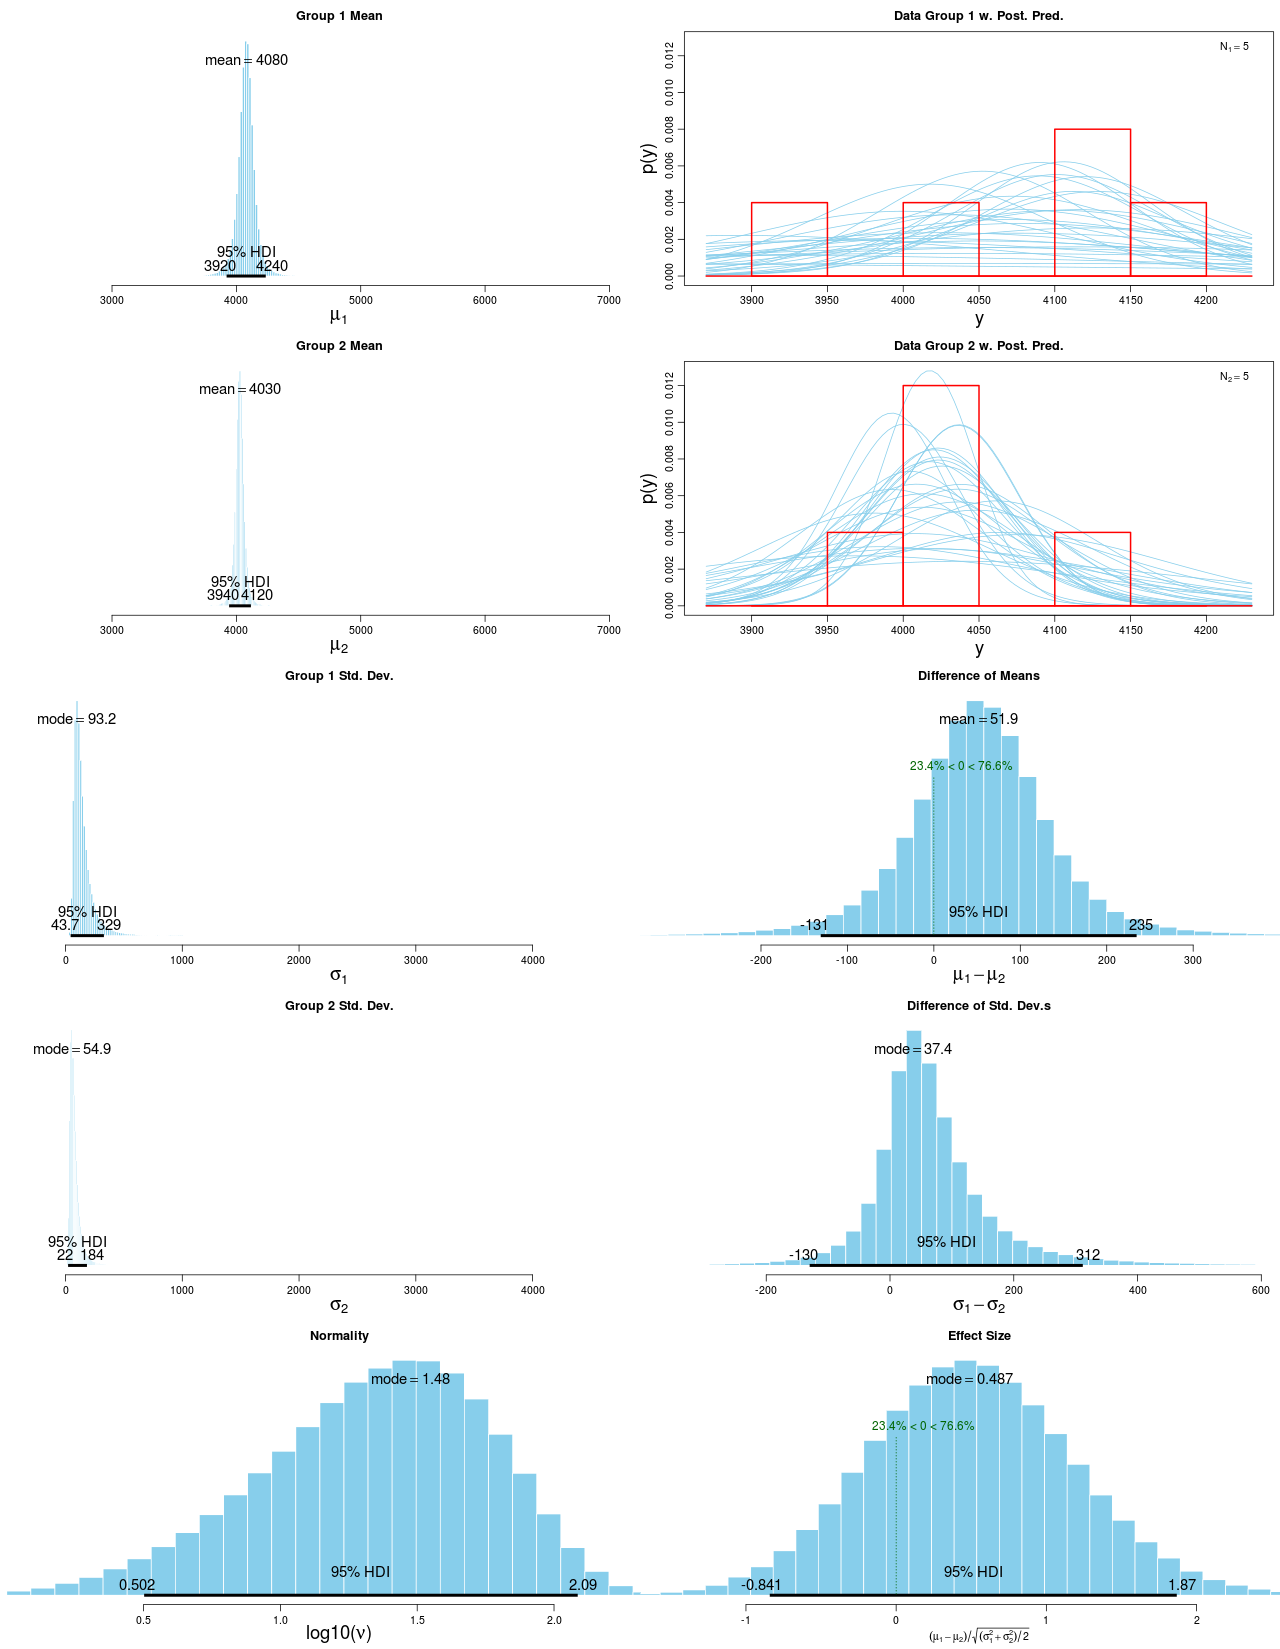 Group 1 Mean
mean = 4080
95% HDI
3920 4240
3000 4000 5000 6000 7000
μ1
Data Group 1 w. Post. Pred.
N1 = 5
p(y)
0.000 0.002 0.004 0.006 0.008 0.010 0.012
3900 3950 4000 4050 4100 4150 4200
y
Group 2 Mean
mean = 4030
95% HDI
3940 4120
3000 4000 5000 6000 7000
μ2
Data Group 2 w. Post. Pred.
N2 = 5
p(y)
0.000 0.002 0.004 0.006 0.008 0.010 0.012
3900 3950 4000 4050 4100 4150 4200
y
Group 1 Std. Dev.
mode = 93.2
95% HDI
43.7 329
0 1000 2000 3000 4000
σ1
Difference of Means
mean = 51.9
23.4% < 0 < 76.6%
95% HDI
-131 235
-200 -100 0 100 200 300
μ1 − μ2
Group 2 Std. Dev.
mode = 54.9
95% HDI
22 184
0 1000 2000 3000 4000
σ2
Difference of Std. Dev.s
mode = 37.4
95% HDI
-130 312
-200 0 200 400 600
σ1 − σ2
Normality
mode = 1.48
95% HDI
0.502 2.09
0.5 1.0 1.5 2.0
log10(ν)
Effect Size
mode = 0.487
23.4% < 0 < 76.6%
95% HDI
-0.841 1.87
-1 0 1 2
(μ1 − μ2)/√(σ1² + σ2²)/2